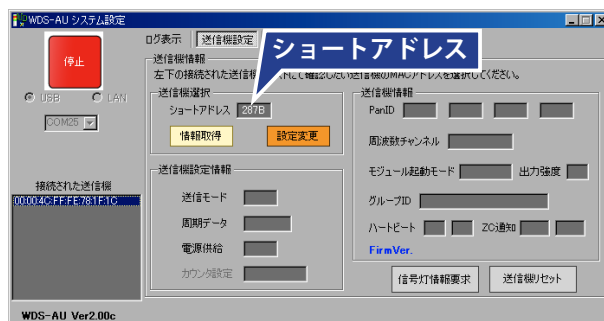 WDS-AU システム設定
ログ表示 送信機設定
ショートアドレス
停止
USB LAN
COM25
接続された送信機
00:00:4C:FF:FE:78:1F:1C
送信機情報
左下の接続された送信機 にて確認したい送信機のMACアドレスを選択してください。
送信機選択
ショートアドレス 287B
情報取得 設定変更
送信機設定情報
送信モード
周期データ
電源供給
カウンタ設定
送信機情報
PanID
周波数チャンネル
モジュール起動モード 出力強度
グループID
ハートビート ZC通知
FirmVer.
信号灯情報要求 送信機リセット
WDS-AU Ver2.00c